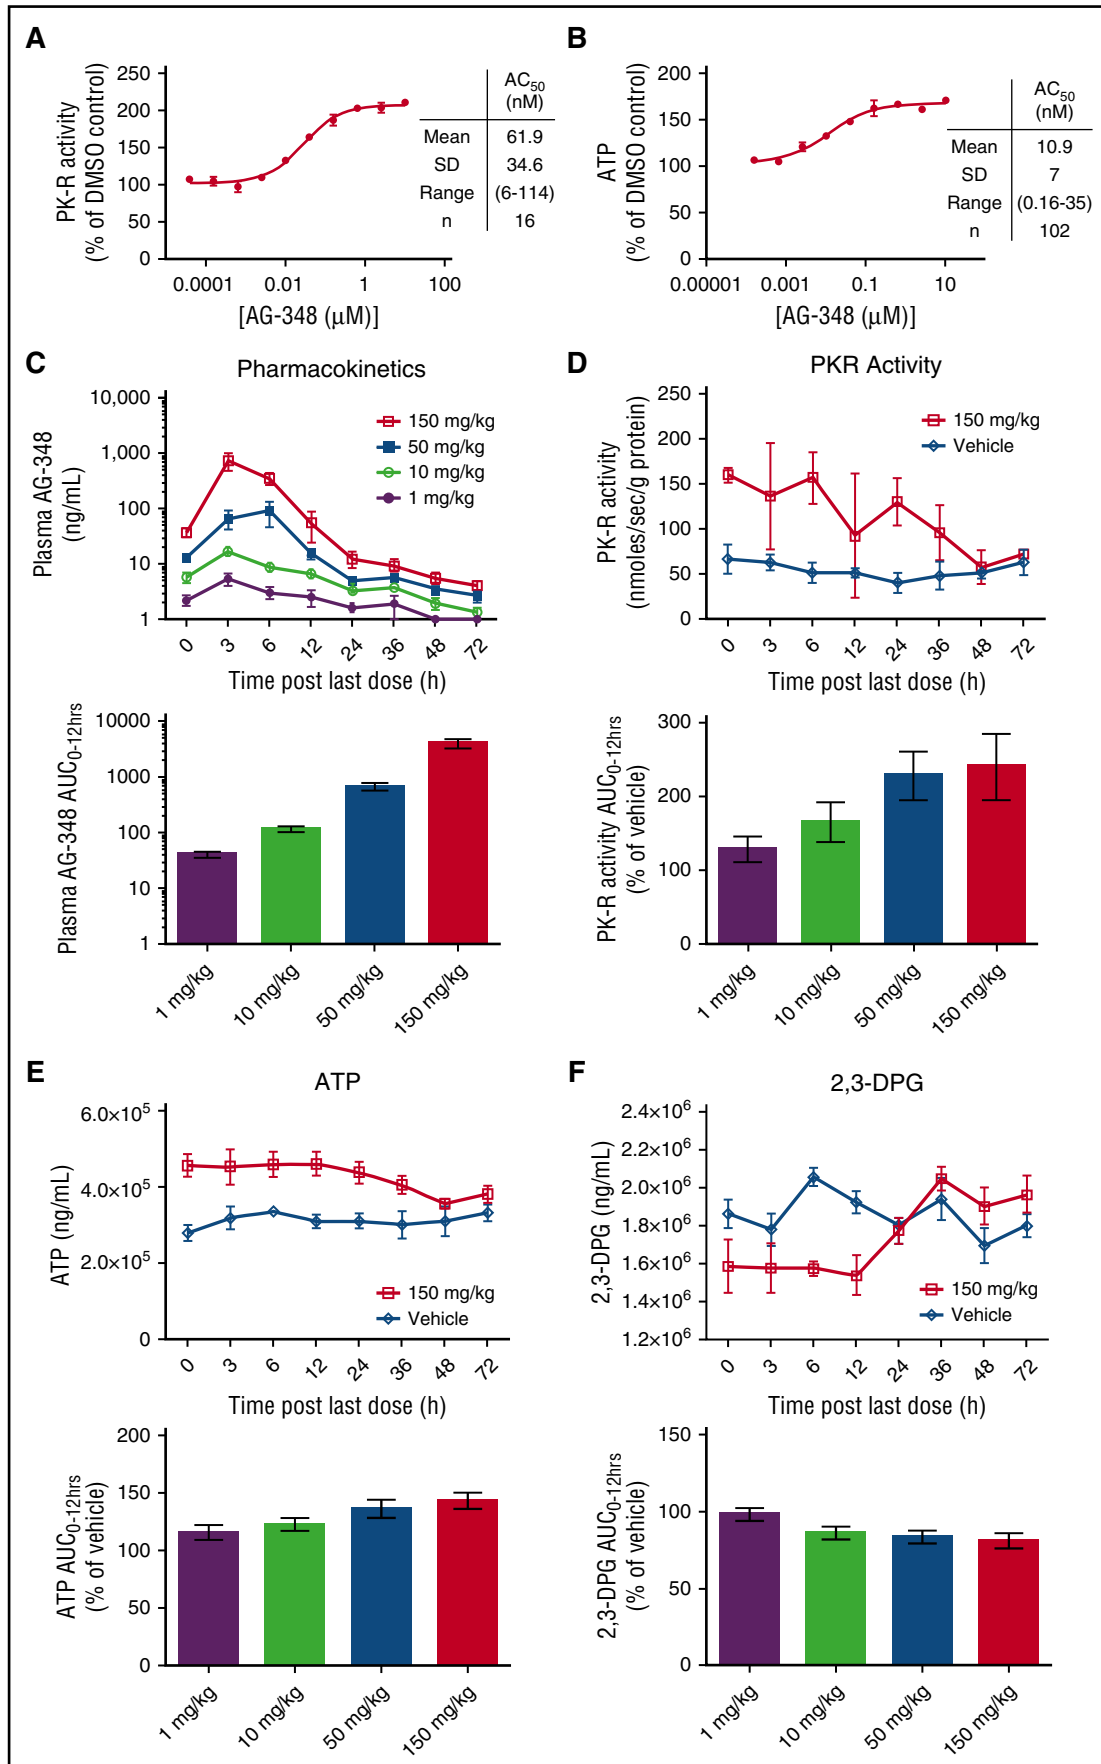 A
PK-R activity
(% of DMSO control)
250
200
150
100
50
0
0.0001
0.01
1
100
[AG-348 (μM)]
AC50
(nM)
Mean 61.9
SD 34.6
Range (6-114)
n 16
B
ATP
(% of DMSO control)
200
150
100
50
0
0.00001
0.001
0.1
10
[AG-348 (μM)]
AC50
(nM)
Mean 10.9
SD 7
Range (0.16-35)
n 102
C
Pharmacokinetics
Plasma AG-348
(ng/mL)
10,000
1,000
100
10
1
150 mg/kg
50 mg/kg
10 mg/kg
1 mg/kg
0
3
6
12
24
36
48
72
Time post last dose (h)
Plasma AG-348 AUC0-12hrs
10000
1000
100
10
1
1 mg/kg
10 mg/kg
50 mg/kg
150 mg/kg
D
PKR Activity
PK-R activity
(nmoles/sec/g protein)
250
200
150
100
50
0
150 mg/kg
Vehicle
0
3
6
12
24
36
48
72
Time post last dose (h)
PK-R activity AUC0-12hrs
(% of vehicle)
300
200
100
0
1 mg/kg
10 mg/kg
50 mg/kg
150 mg/kg
E
ATP
ATP (ng/mL)
6.0×10⁵
4.0×10⁵
2.0×10⁵
0
150 mg/kg
Vehicle
0
3
6
12
24
36
48
72
Time post last dose (h)
ATP AUC0-12hrs
(% of vehicle)
200
150
100
50
0
1 mg/kg
10 mg/kg
50 mg/kg
150 mg/kg
F
2,3-DPG
2,3-DPG (ng/mL)
2.4×10⁶
2.2×10⁶
2.0×10⁶
1.8×10⁶
1.6×10⁶
1.4×10⁶
1.2×10⁶
150 mg/kg
Vehicle
0
3
6
12
24
36
48
72
Time post last dose (h)
2,3-DPG AUC0-12hrs
(% of vehicle)
150
100
50
0
1 mg/kg
10 mg/kg
50 mg/kg
150 mg/kg